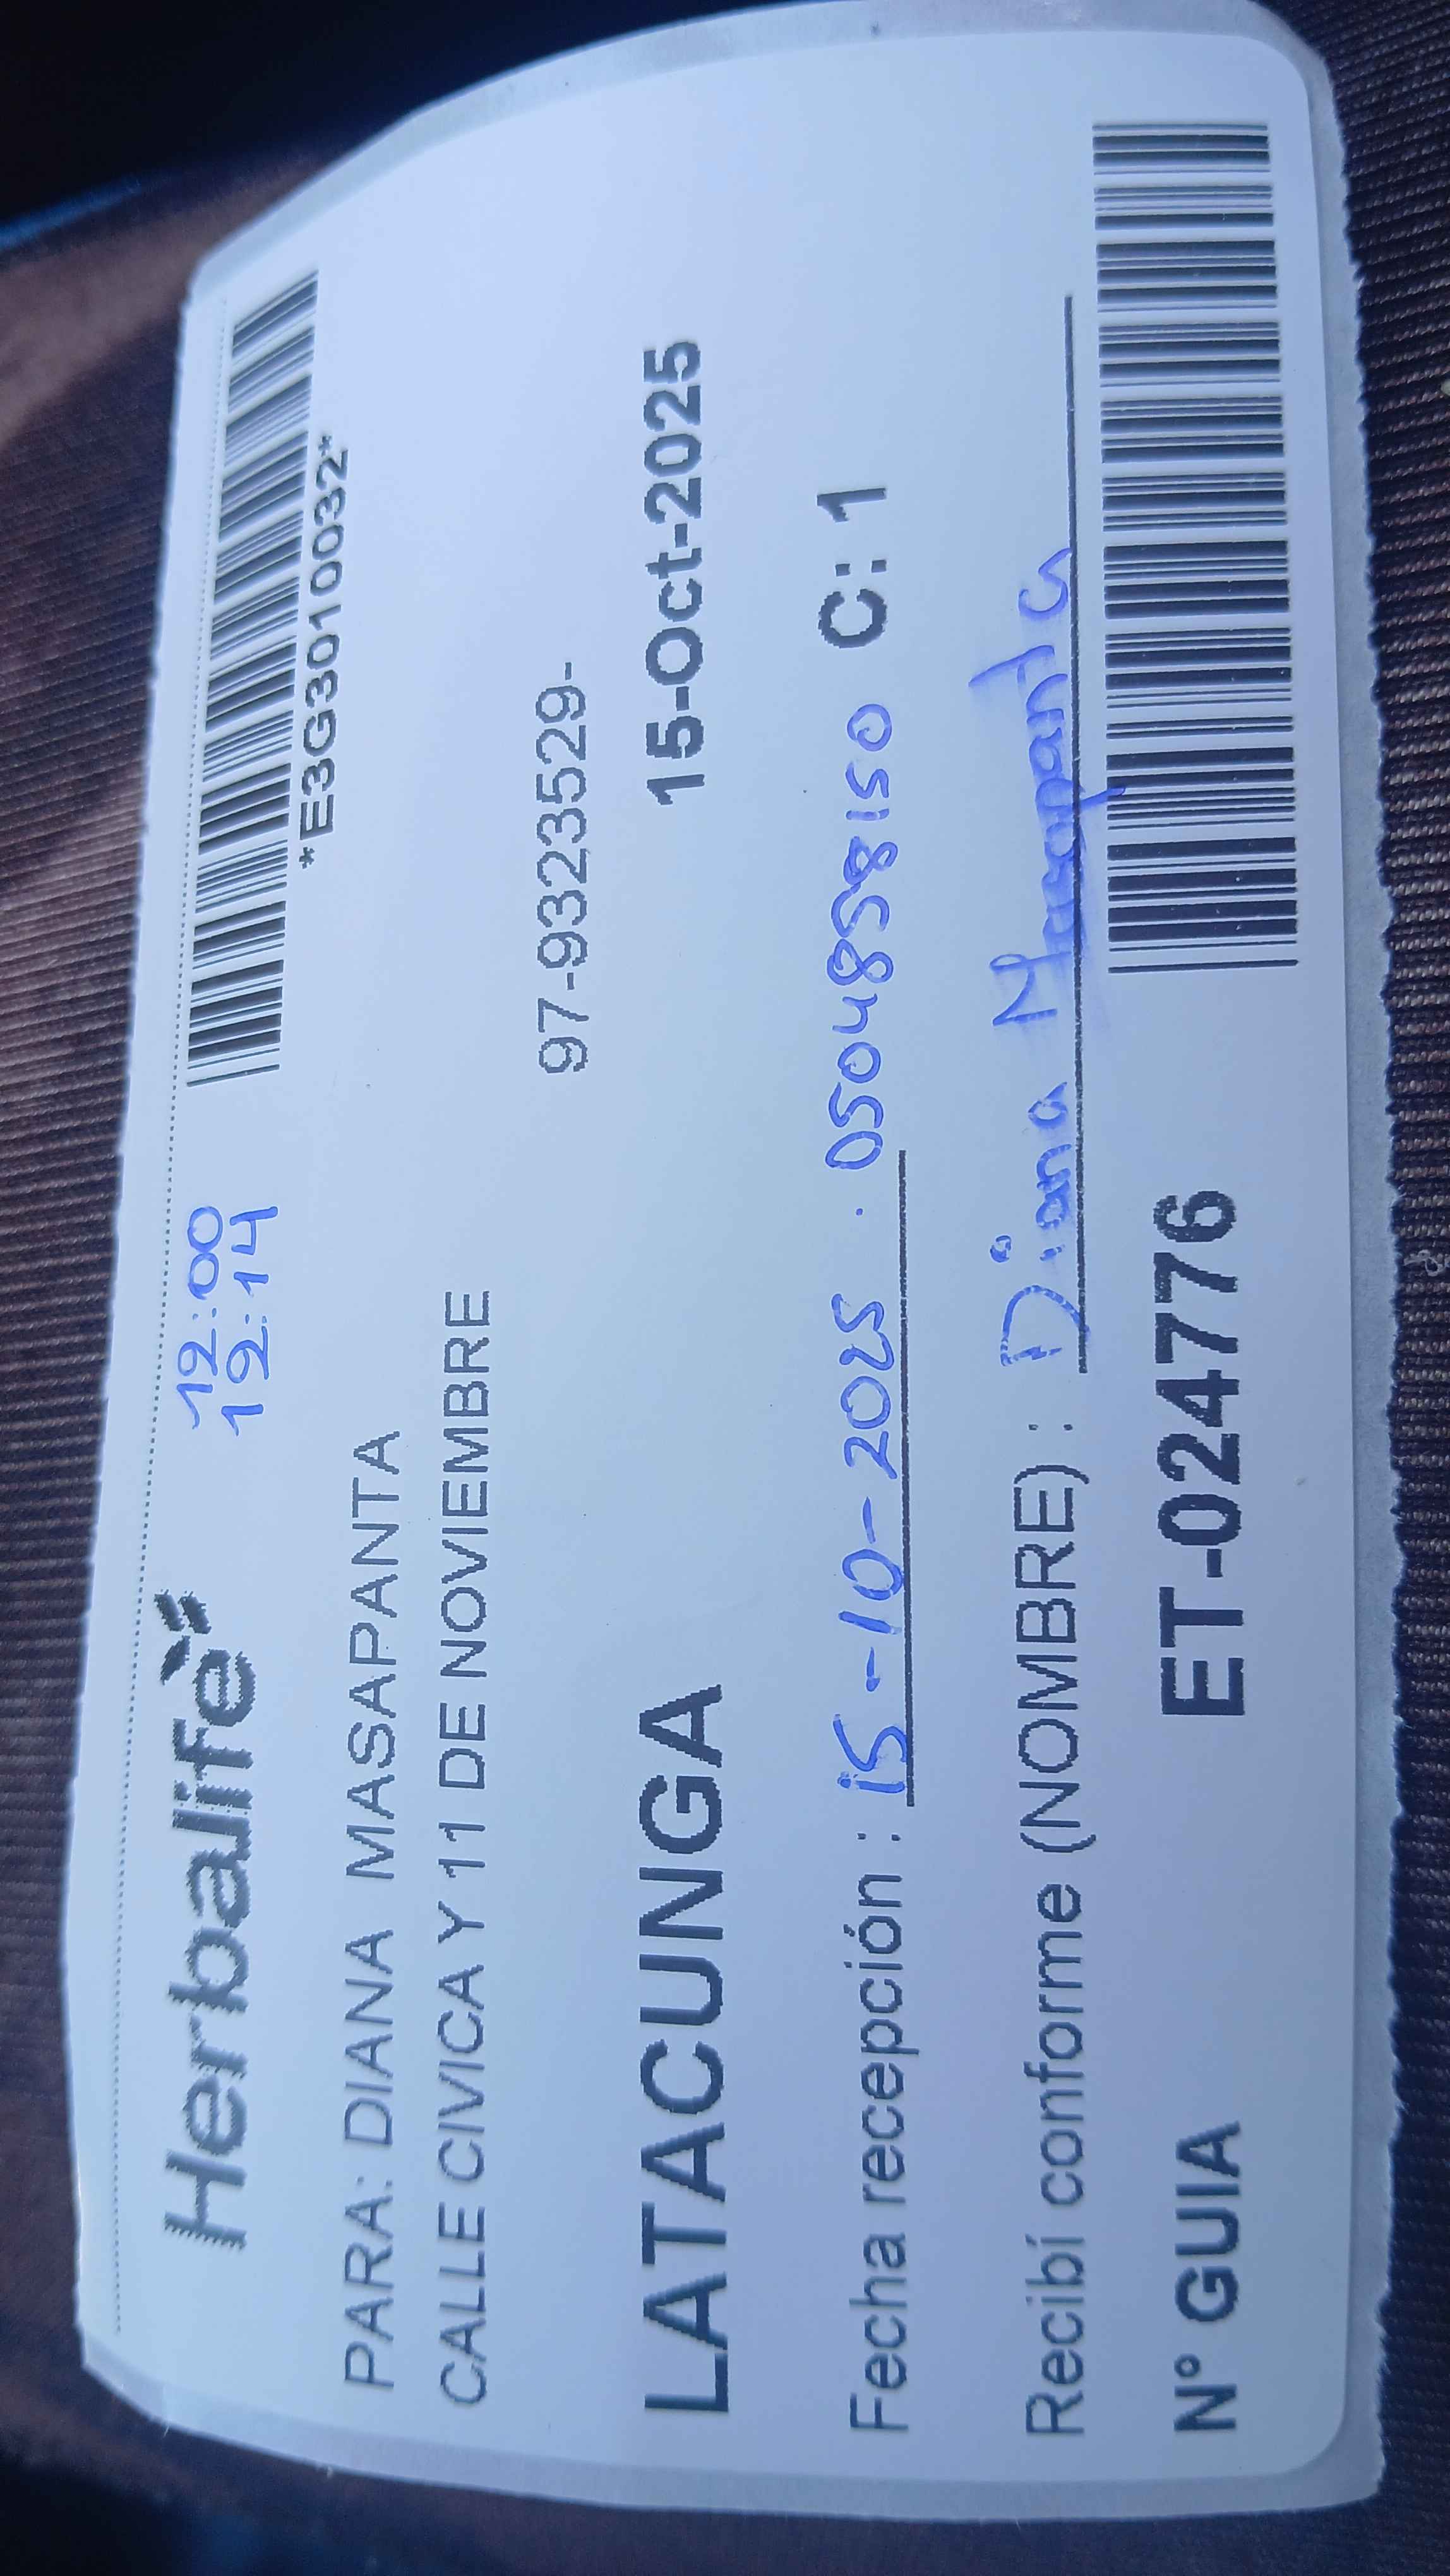 Herbalife
12:00
12:14
*E3G3010032*
PARA: DIANA MASAPANTA
CALLE CIVICA Y 11 DE NOVIEMBRE
97-9323529-
LATACUNGA 15-Oct-2025
Fecha recepción : 15-10-2025 . 0504858150 C: 1
Recibí conforme (NOMBRE) : Diana Masapanta
N° GUIA ET-024776